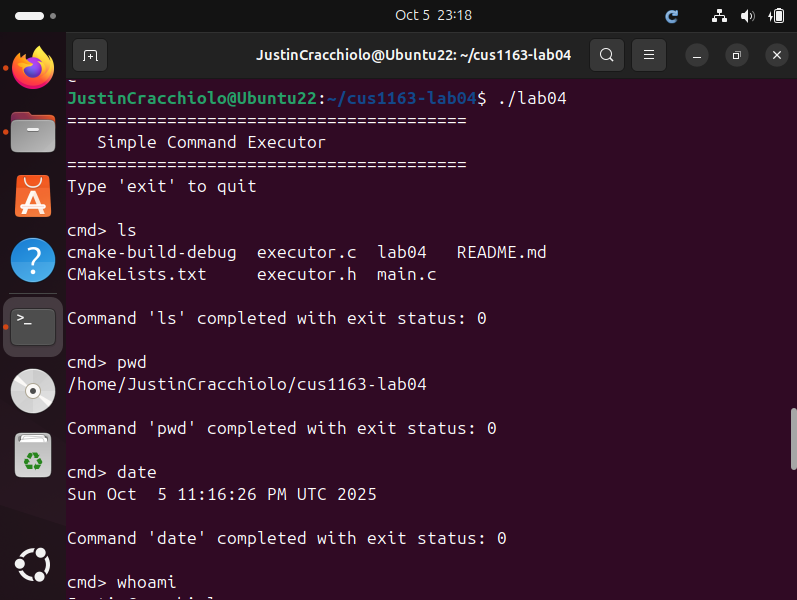 Oct 5 23:18
JustinCracchiolo@Ubuntu22: ~/cus1163-lab04
JustinCracchiolo@Ubuntu22:~/cus1163-lab04$ ./lab04
========================================
Simple Command Executor
========================================
Type 'exit' to quit
cmd> ls
cmake-build-debug executor.c lab04 README.md
CMakeLists.txt executor.h main.c
Command 'ls' completed with exit status: 0
cmd> pwd
/home/JustinCracchiolo/cus1163-lab04
Command 'pwd' completed with exit status: 0
cmd> date
Sun Oct  5 11:16:26 PM UTC 2025
Command 'date' completed with exit status: 0
cmd> whoami